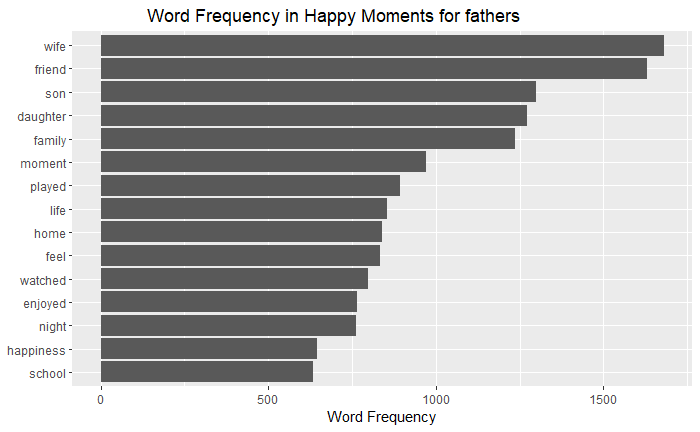 Word Frequency in Happy Moments for fathers
wife
friend
son
daughter
family
moment
played
life
home
feel
watched
enjoyed
night
happiness
school
0 500 1000 1500
Word Frequency